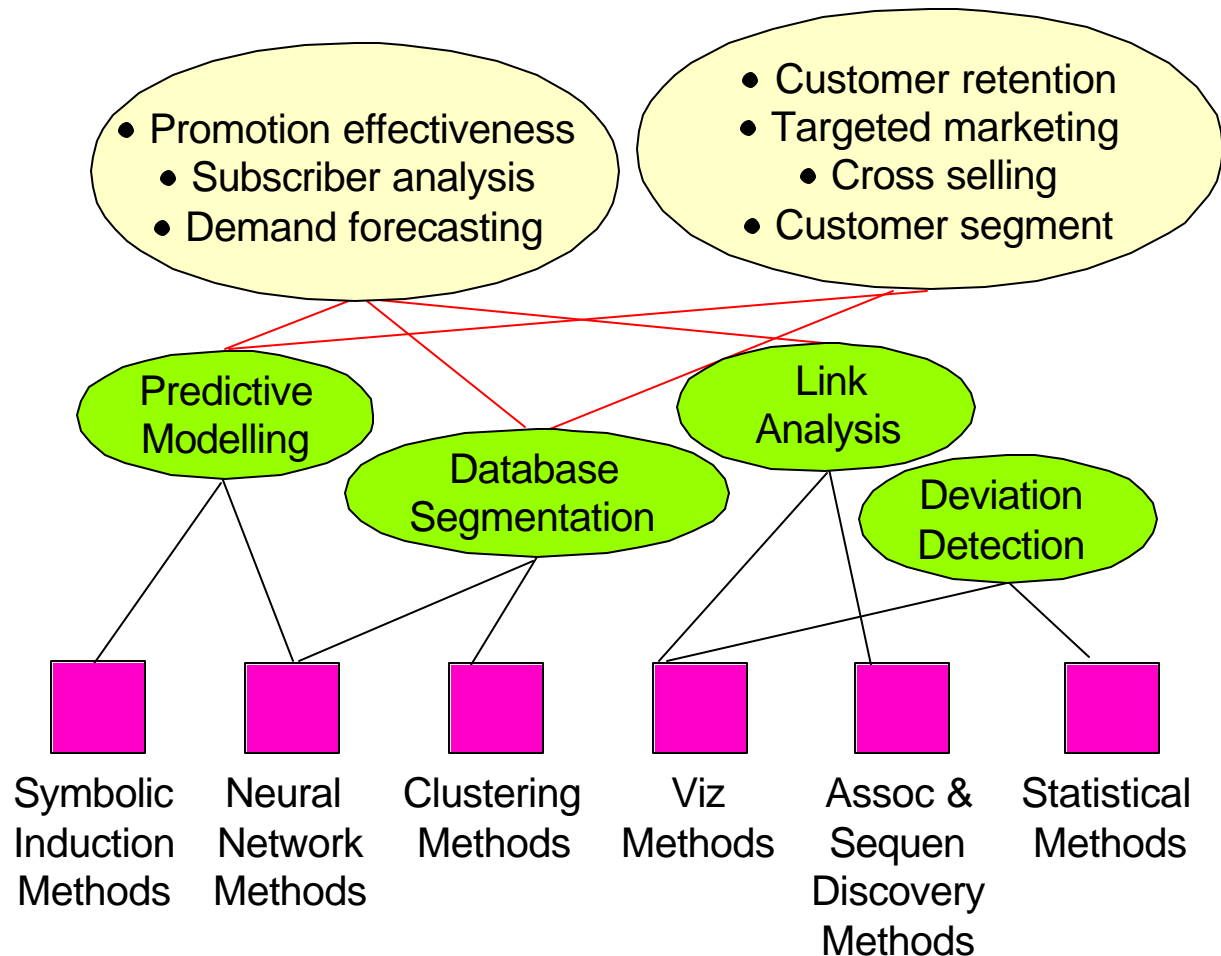 • Promotion effectiveness
• Subscriber analysis
• Demand forecasting
• Customer retention
• Targeted marketing
• Cross selling
• Customer segment
Predictive
Modelling
Database
Segmentation
Link
Analysis
Deviation
Detection
Symbolic
Induction
Methods
Neural
Network
Methods
Clustering
Methods
Viz
Methods
Assoc &
Sequen
Discovery
Methods
Statistical
Methods